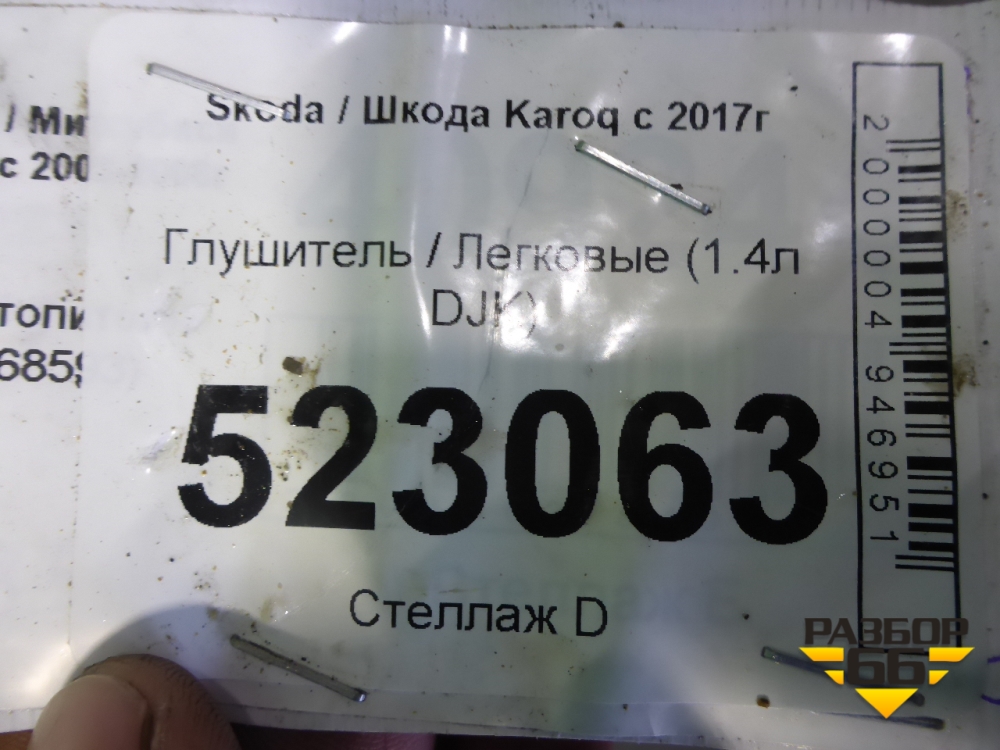 / Ми
с 200
топи
6859
Skoda / Шкода Karoq с 2017г
Глушитель / Легковые (1.4л
DJK)
523063
Стеллаж D
2000004946951
РАЗБОР
66